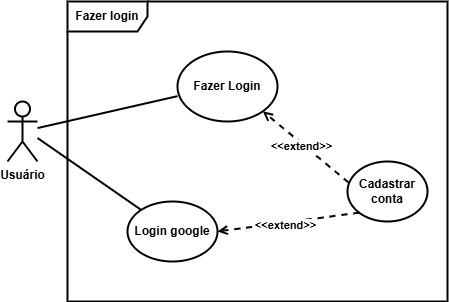 Fazer login
Fazer Login
<<extend>>
Usuário
Cadastrar
conta
<<extend>>
Login google